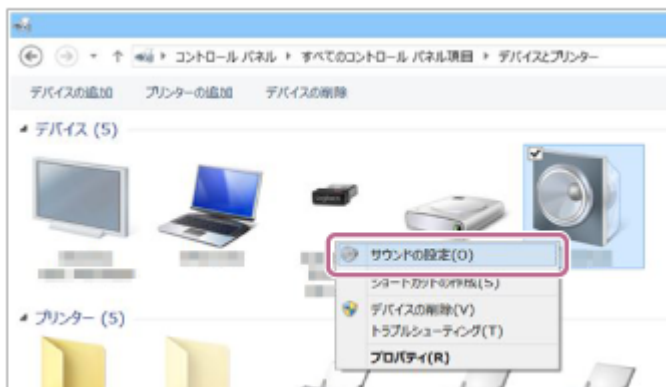 コントロール パネル ▸ すべてのコントロール パネル項目 ▸ デバイスとプリンター
デバイスの追加 プリンターの追加 デバイスの削除
デバイス (5)
サウンドの設定(O)
ショートカットの作成(S)
デバイスの削除(V)
トラブルシューティング(T)
プロパティ(R)
プリンター (5)